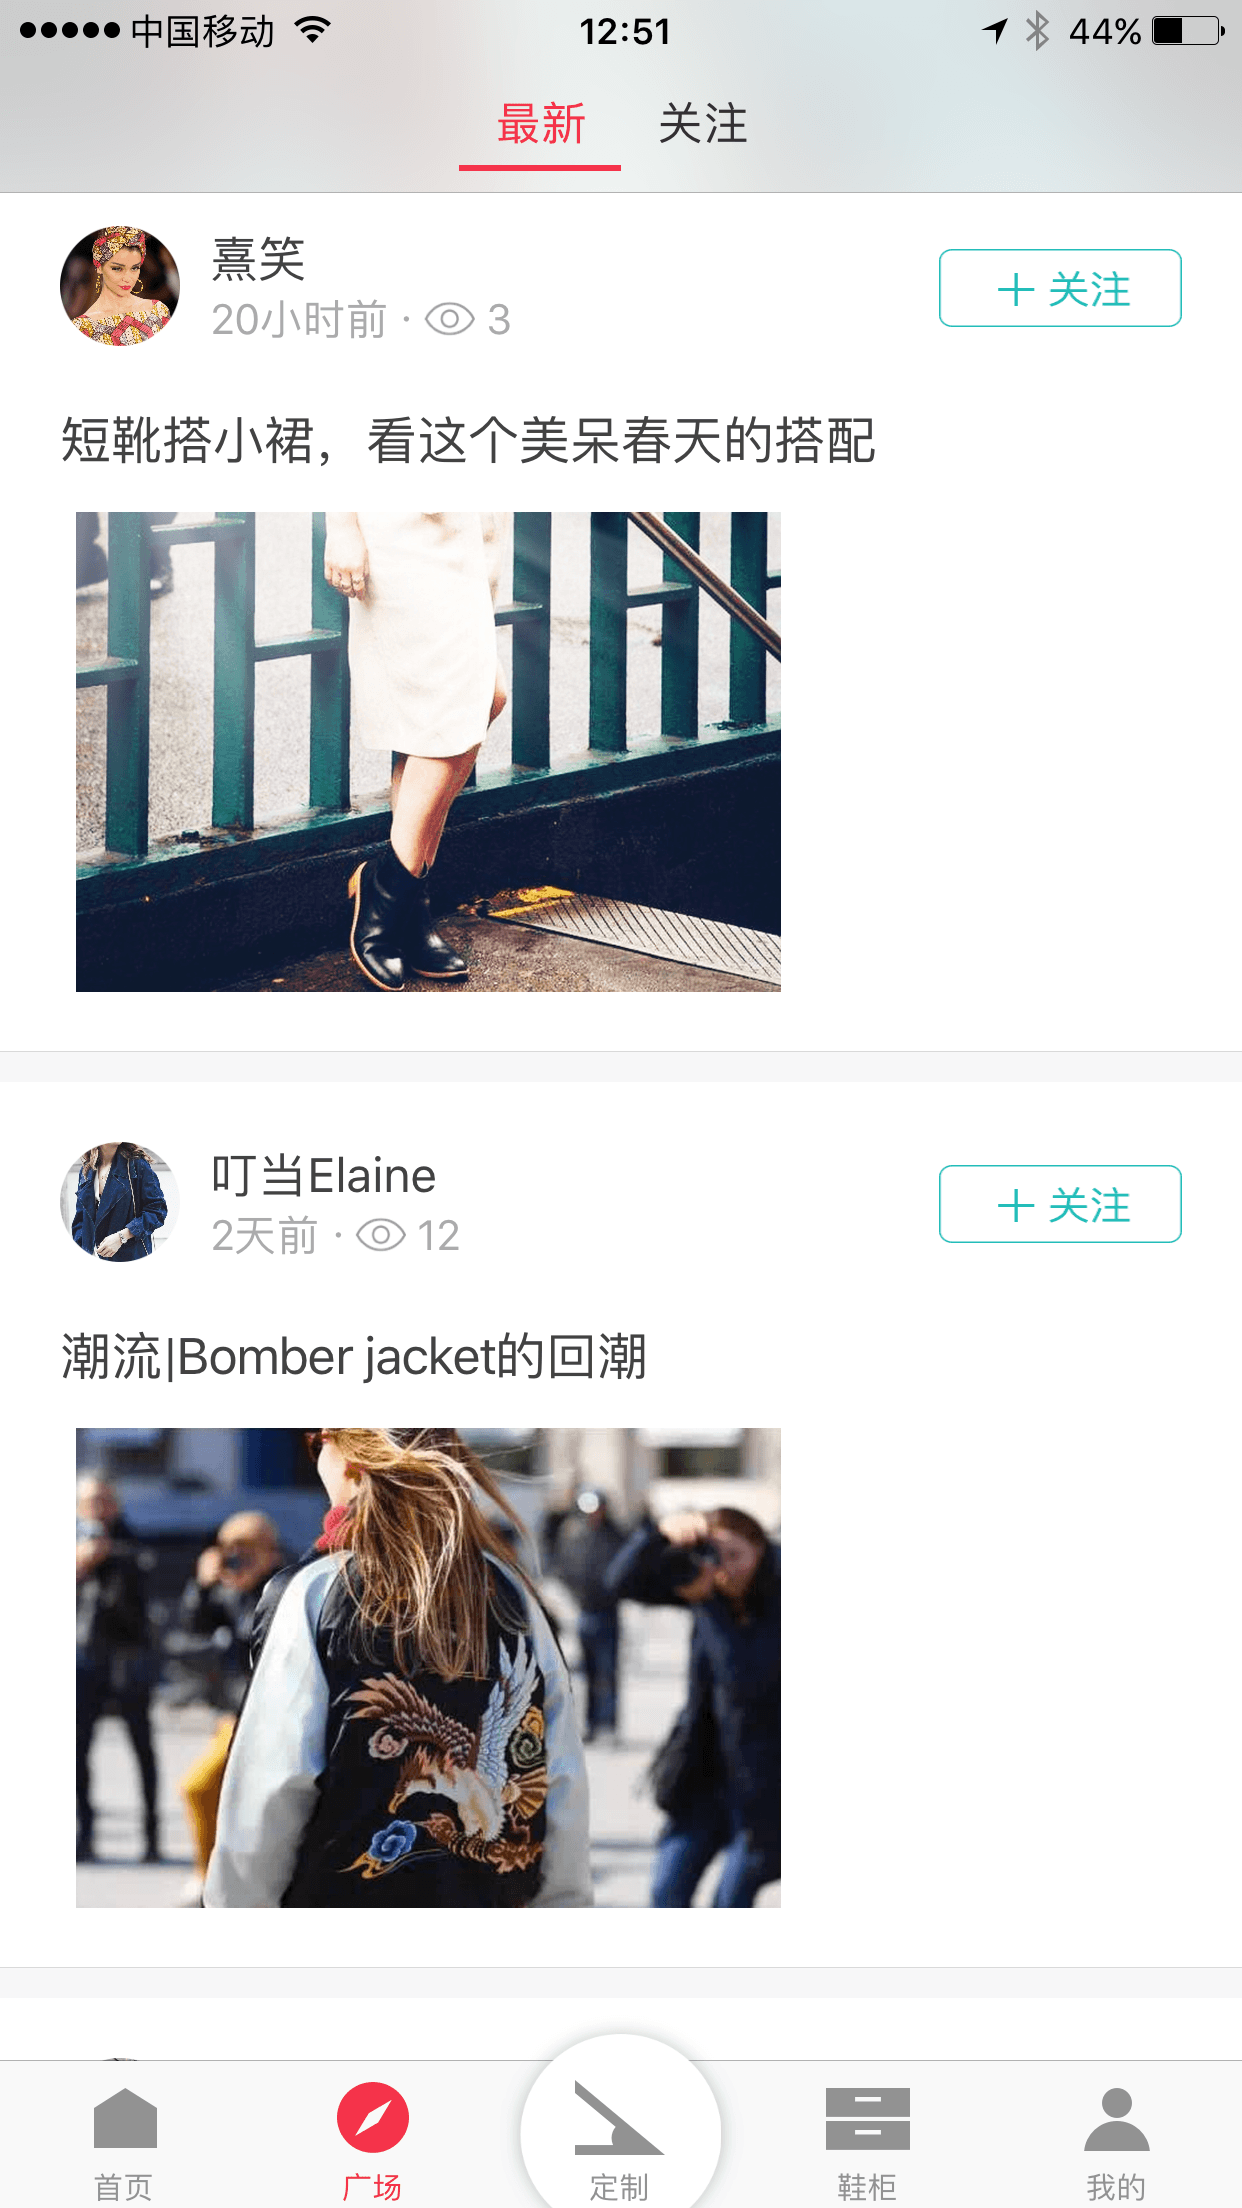 中国移动 12:51 44%
最新 关注
熹笑
20小时前 · 3
+ 关注
短靴搭小裙，看这个美呆春天的搭配
叮当Elaine
2天前 · 12
+ 关注
潮流|Bomber jacket的回潮
首页 广场 定制 鞋柜 我的